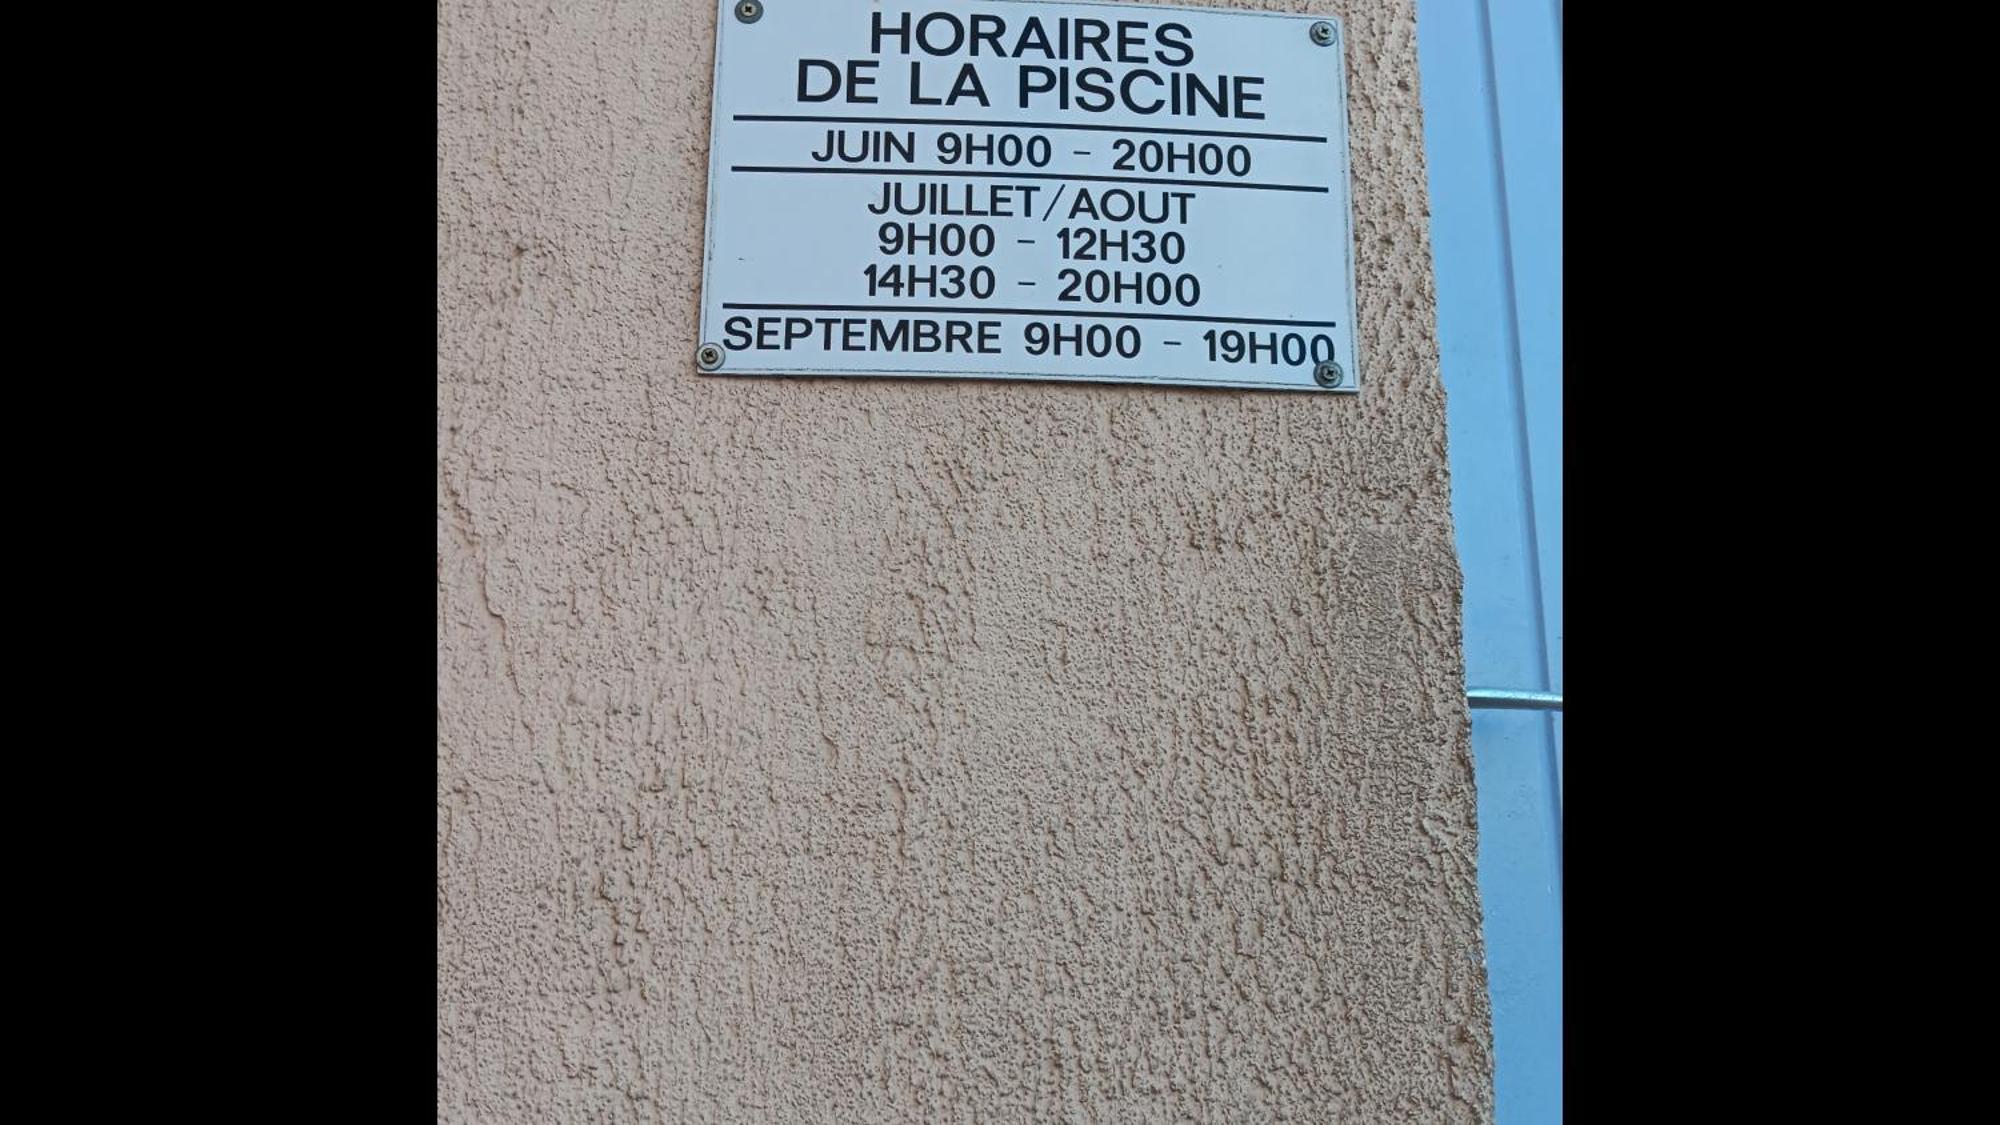 HORAIRES
DE LA PISCINE
JUIN 9H00 - 20H00
JUILLET/AOUT
9H00 - 12H30
14H30 - 20H00
SEPTEMBRE 9H00 - 19H00